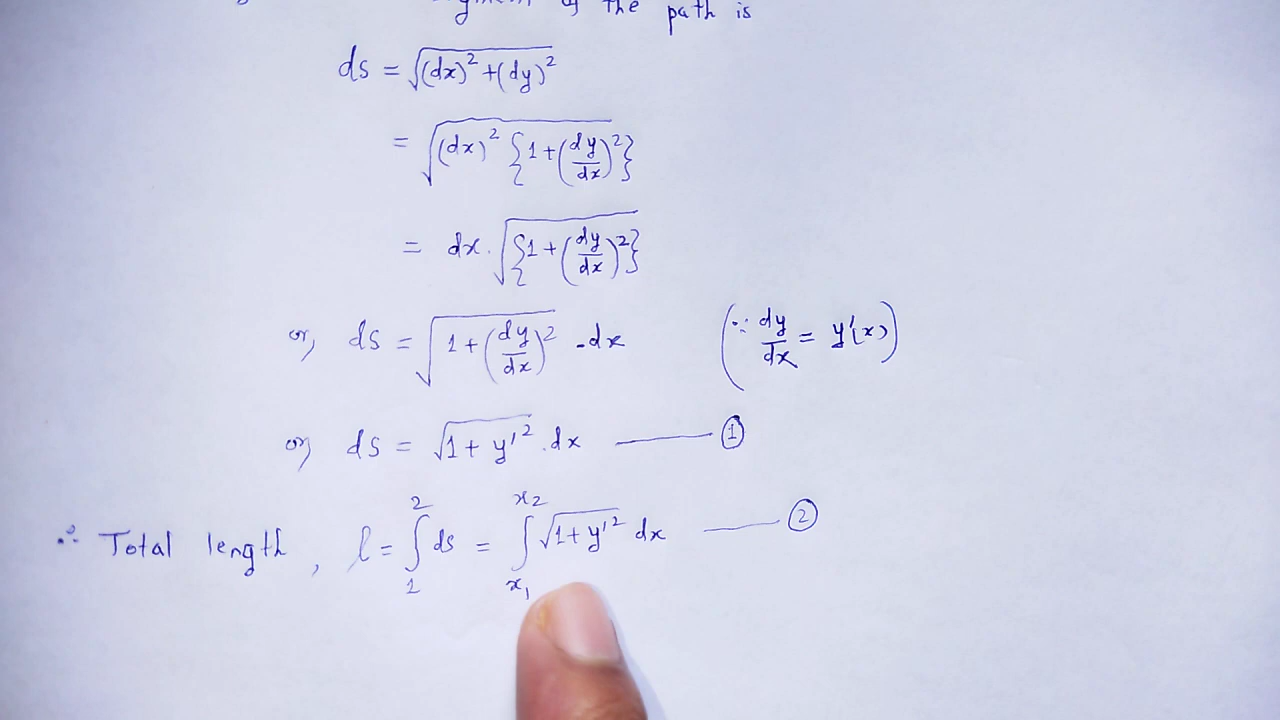 of the path is
ds = √(dx)² + (dy)²
= √(dx)² {1 + (dy/dx)²}
= dx. √{1 + (dy/dx)²}
or, ds = √1 + (dy/dx)² . dx (∵ dy/dx = y'(x))
or, ds = √1 + y'² . dx —— ①
∴ Total length, l = ∫₁² ds = ∫ₓ₁ˣ² √1 + y'² dx —— ②